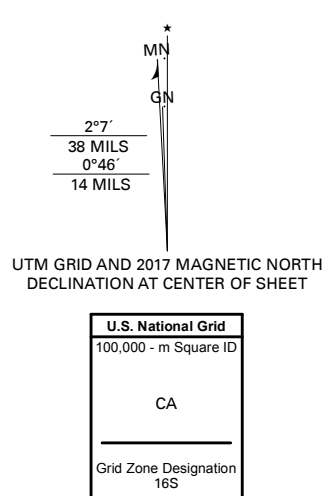 ★
MN
GN
2°7´
38 MILS
0°46´
14 MILS
UTM GRID AND 2017 MAGNETIC NORTH
DECLINATION AT CENTER OF SHEET
U.S. National Grid
100,000 - m Square ID
CA
Grid Zone Designation
16S